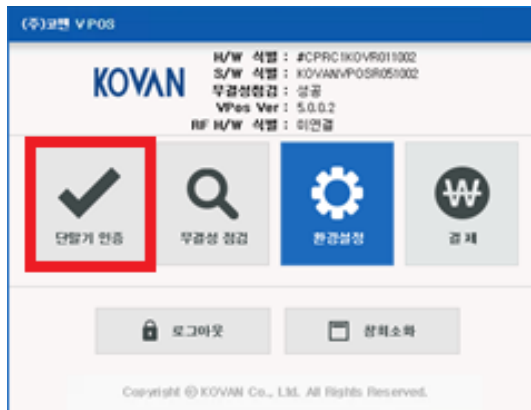 (주)코밴 VPOS
KOVAN
H/W 식별 : #CPRC1KOVR011002
S/W 식별 : KOVANVPOSR051002
무결성점검 : 성공
VPos Ver : 5.0.0.2
RF H/W 식별 : 미연결
단말기 인증
무결성 점검
환경설정
결 제
로그아웃
창최소화
Copyright © KOVAN Co., Ltd. All Rights Reserved.